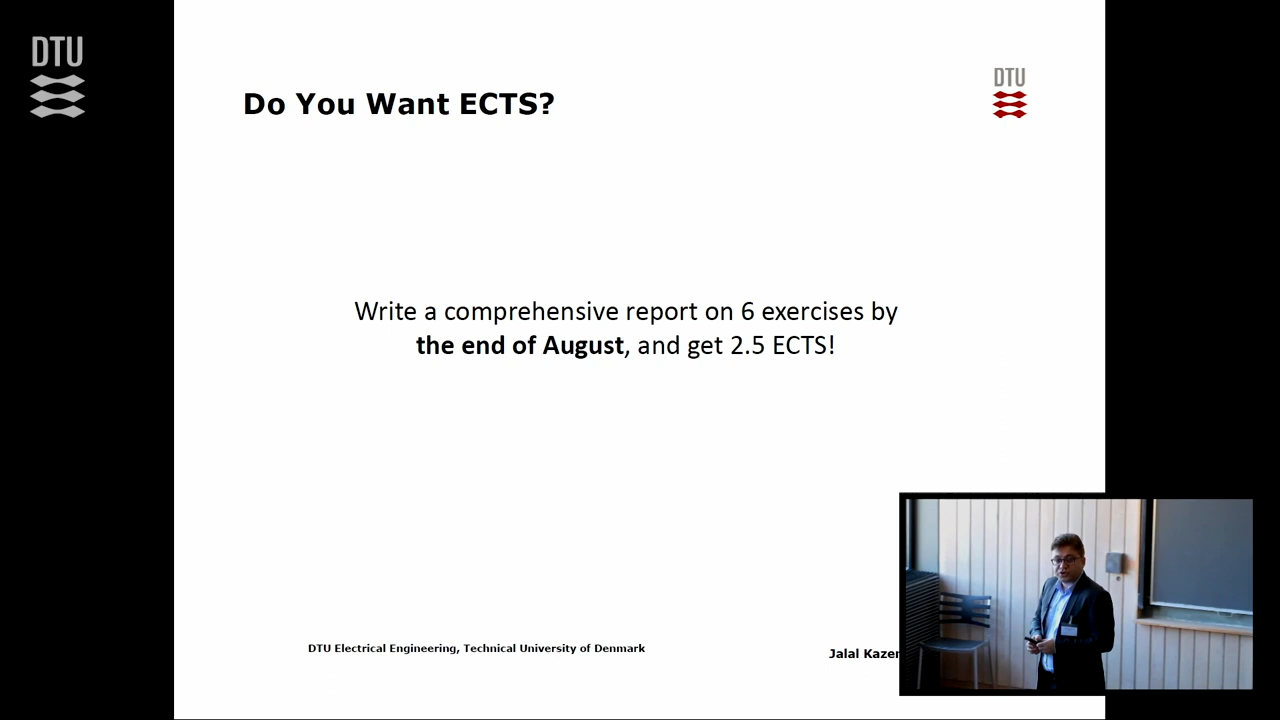 DTU
Do You Want ECTS?
DTU
Write a comprehensive report on 6 exercises by
the end of August, and get 2.5 ECTS!
DTU Electrical Engineering, Technical University of Denmark
Jalal